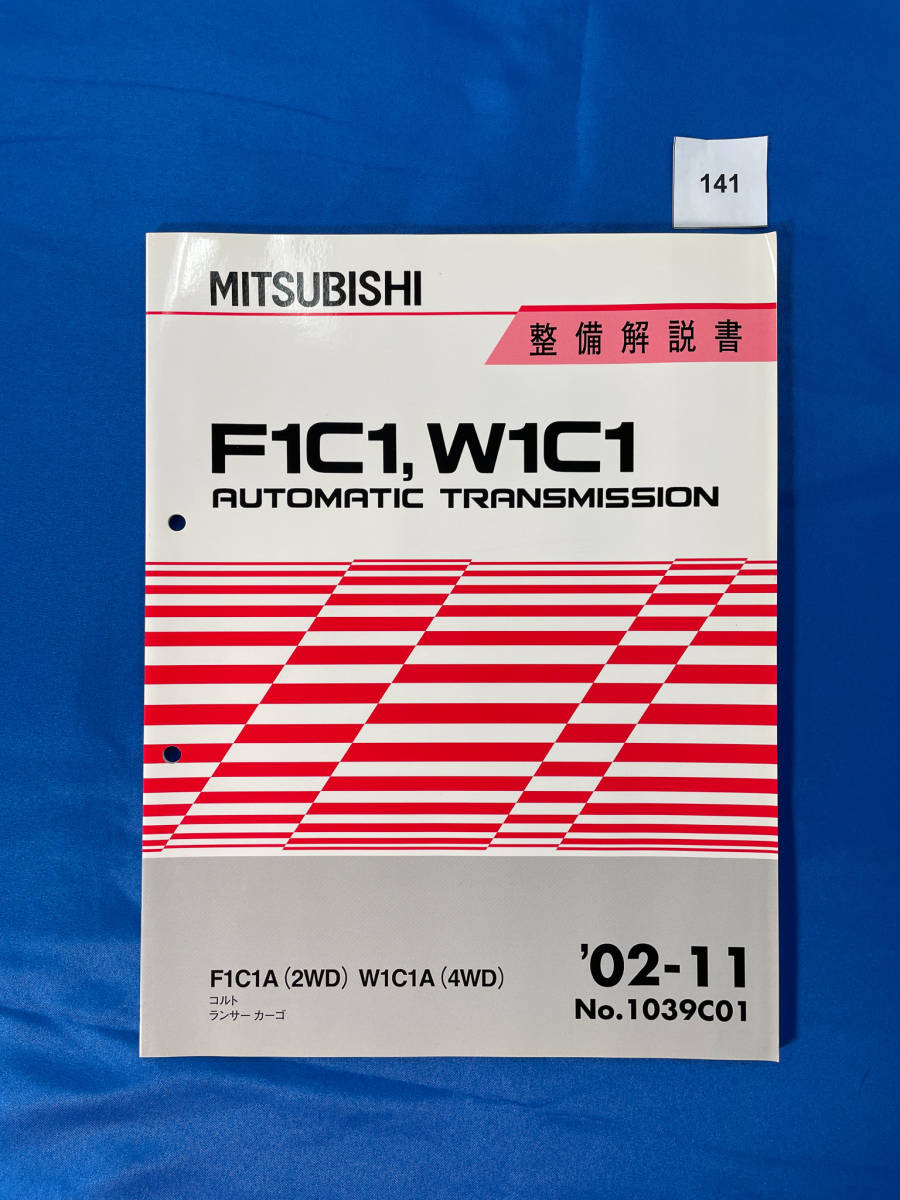 141
MITSUBISHI
整備解説書
F1C1, W1C1
AUTOMATIC TRANSMISSION
F1C1A(2WD) W1C1A(4WD)
コルト
ランサー カーゴ
'02-11
No.1039C01